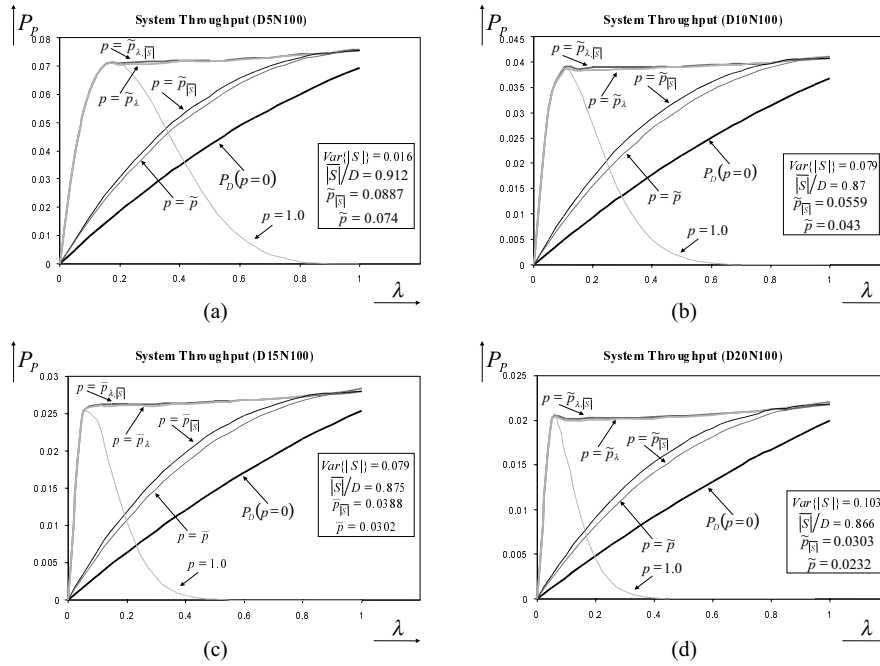 (a)
System Throughput (D5N100)
P_P
0.08
0.07
0.06
0.05
0.04
0.03
0.02
0.01
0
0
0.2
0.4
0.6
0.8
1
p = p̃_λ,|S̄|
p = p̃_λ
p = p̃_|S̄|
p = p̃
P_D(p=0)
p = 1.0
Var{|S|} = 0.016
|S̄|/D = 0.912
p̃_|S̄| = 0.0887
p̃ = 0.074
λ
(a)
(b)
System Throughput (D10N100)
P_P
0.045
0.04
0.035
0.03
0.025
0.02
0.015
0.01
0.005
0
0
0.2
0.4
0.6
0.8
1
p = p̃_λ,|S̄|
p = p̃_λ
p = p̃_|S̄|
p = p̃
P_D(p=0)
p = 1.0
Var{|S|} = 0.079
|S̄|/D = 0.87
p̃_|S̄| = 0.0559
p̃ = 0.043
λ
(b)
System Throughput (D15N100)
P_P
0.03
0.025
0.02
0.015
0.01
0.005
0
0
0.2
0.4
0.6
0.8
1
p = p̄_λ,|S̄|
p = p̄_λ
p = p̄_|S̄|
p = p̄
P_D(p=0)
p = 1.0
Var{|S|} = 0.079
|S̄|/D = 0.875
p̄_|S̄| = 0.0388
p̄ = 0.0302
λ
(c)
System Throughput (D20N100)
P_P
0.025
0.02
0.015
0.01
0.005
0
0
0.2
0.4
0.6
0.8
1
p = p̃_λ,|S̄|
p = p̃_λ
p = p̃_|S̄|
p = p̃
P_D(p=0)
p = 1.0
Var{|S|} = 0.103
|S̄|/D = 0.866
p̃_|S̄| = 0.0303
p̃ = 0.0232
λ
(d)